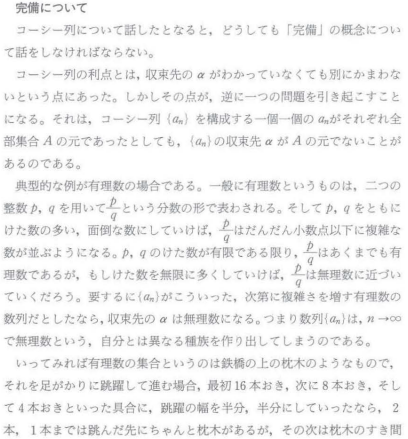 完備について
コーシー列について話したとなると，どうしても「完備」の概念につい
て話をしなければならない。
コーシー列の利点とは，収束先の α がわかっていなくても別にかまわな
いという点にあった。しかしその点が，逆に一つの問題を引き起こすこと
になる。それは，コーシー列 {aₙ} を構成する一個一個の aₙがそれぞれ全
部集合 A の元であったとしても，{aₙ}の収束先 α が A の元でないことが
あるのである。
典型的な例が有理数の場合である。一般に有理数というものは，二つの
整数 p，q を用いてp/qという分数の形で表わされる。そして p，q をともに
けた数の多い，面倒な数にしていけば，p/qはだんだん小数点以下に複雑な
数が並ぶようになる。p，q のけた数が有限である限り，p/qはあくまでも有
理数であるが，もしけた数を無限に多くしていけば，p/qは無理数に近づい
ていくだろう。要するに{aₙ}がこういった，次第に複雑さを増す有理数の
数列だとしたなら，収束先の α は無理数になる。つまり数列{aₙ}は，n→∞
で無理数という，自分とは異なる種族を作り出してしまうのである。
いってみれば有理数の集合というのは鉄橋の上の枕木のようなもので，
それを足がかりに跳躍して進む場合，最初 16 本おき，次に 8 本おき，そし
て 4 本おきといった具合に，跳躍の幅を半分，半分にしていったなら，2
本，1 本までは跳んだ先にちゃんと枕木があるが，その次は枕木のすき間